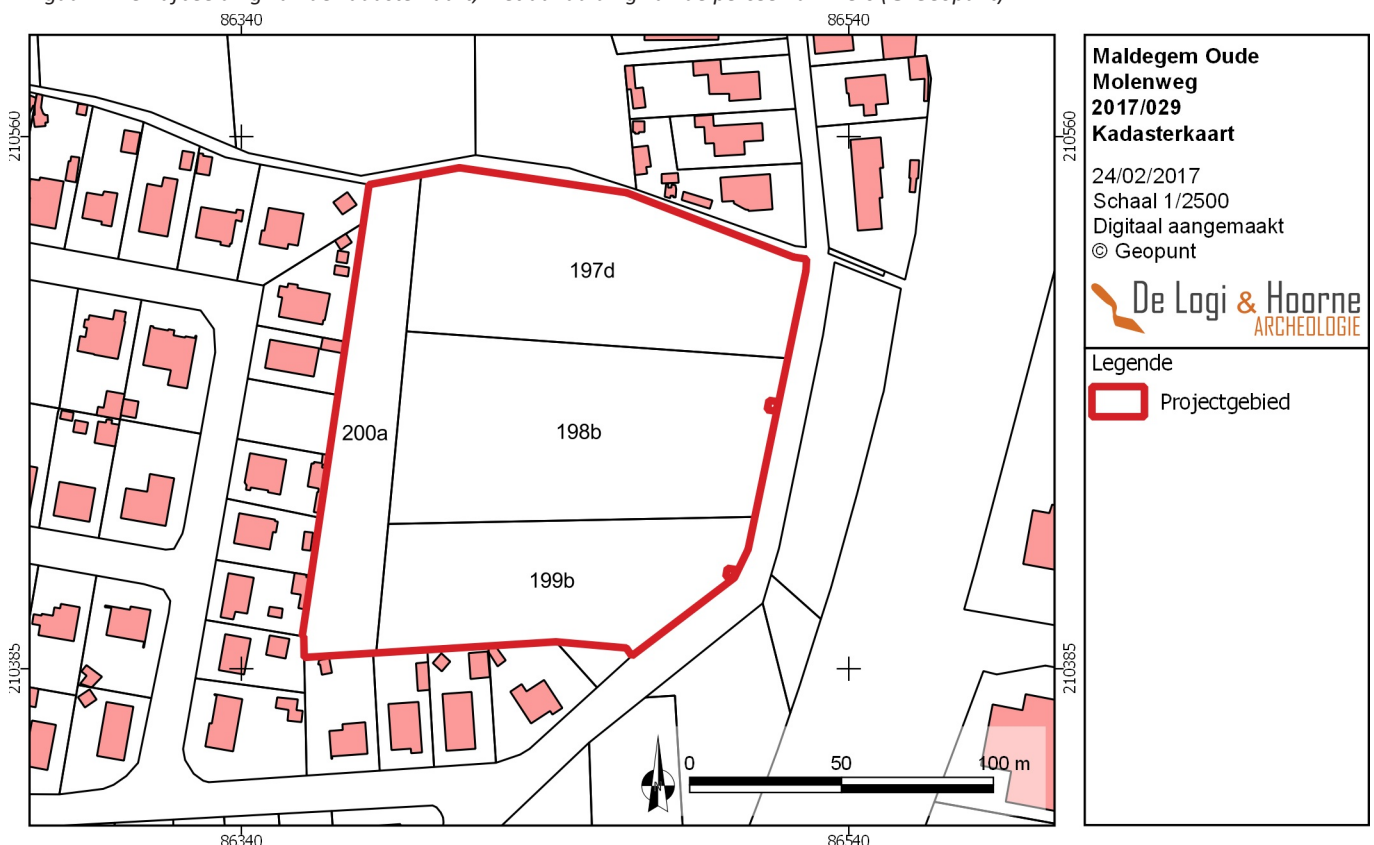 86340 86540
210560
210560
197d
200a
198b
199b
210385
210385
0 50 100 m
N
86340 86540
Maldegem Oude
Molenweg
2017/029
Kadasterkaart
24/02/2017
Schaal 1/2500
Digitaal aangemaakt
© Geopunt
De Logi & Hoorne
ARCHEOLOGIE
Legende
Projectgebied